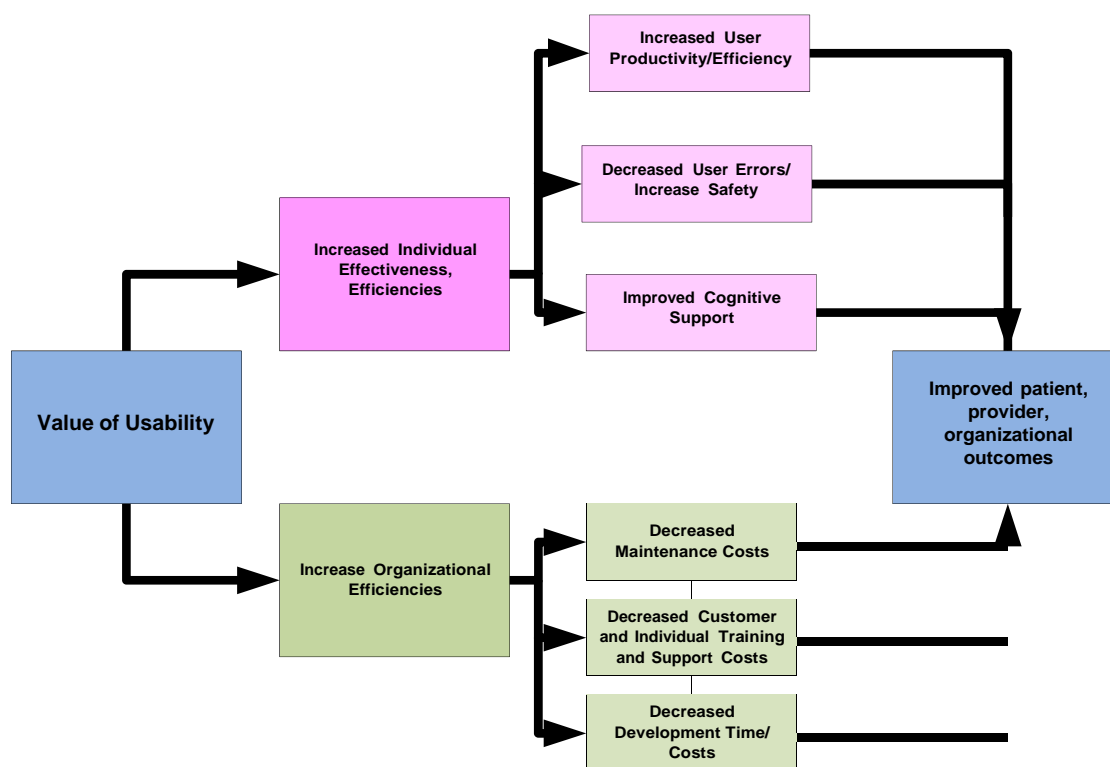 Increased User
Productivity/Efficiency
Decreased User Errors/
Increase Safety
Increased Individual
Effectiveness,
Efficiencies
Improved Cognitive
Support
Value of Usability
Improved patient,
provider,
organizational
outcomes
Increase Organizational
Efficiencies
Decreased
Maintenance Costs
Decreased Customer
and Individual Training
and Support Costs
Decreased
Development Time/
Costs